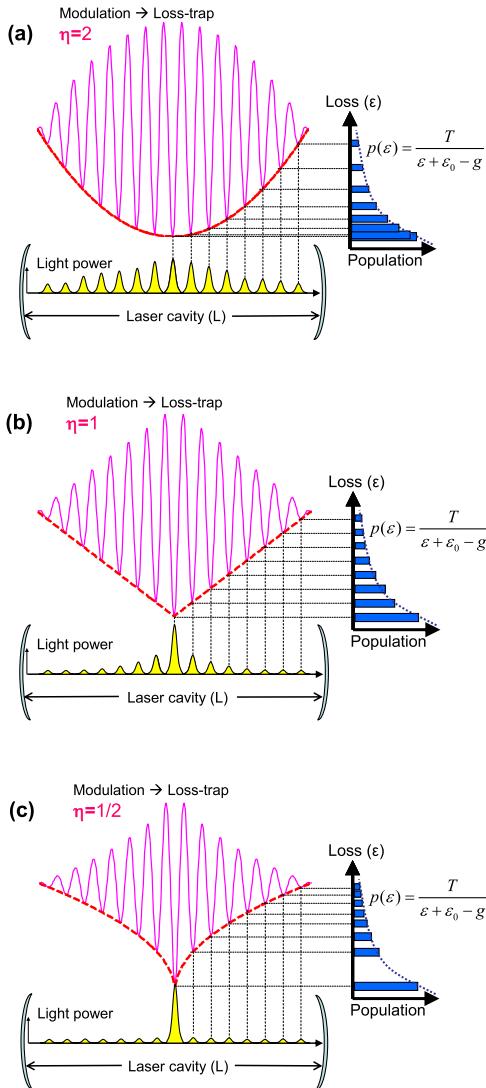 (a)
Modulation → Loss-trap
η=2
Loss (ε)
p(ε) = T / (ε + ε₀ − g)
Light power
Population
Laser cavity (L)
(b)
Modulation → Loss-trap
η=1
Loss (ε)
p(ε) = T / (ε + ε₀ − g)
Light power
Population
Laser cavity (L)
(c)
Modulation → Loss-trap
η=1/2
Loss (ε)
p(ε) = T / (ε + ε₀ − g)
Light power
Population
Laser cavity (L)